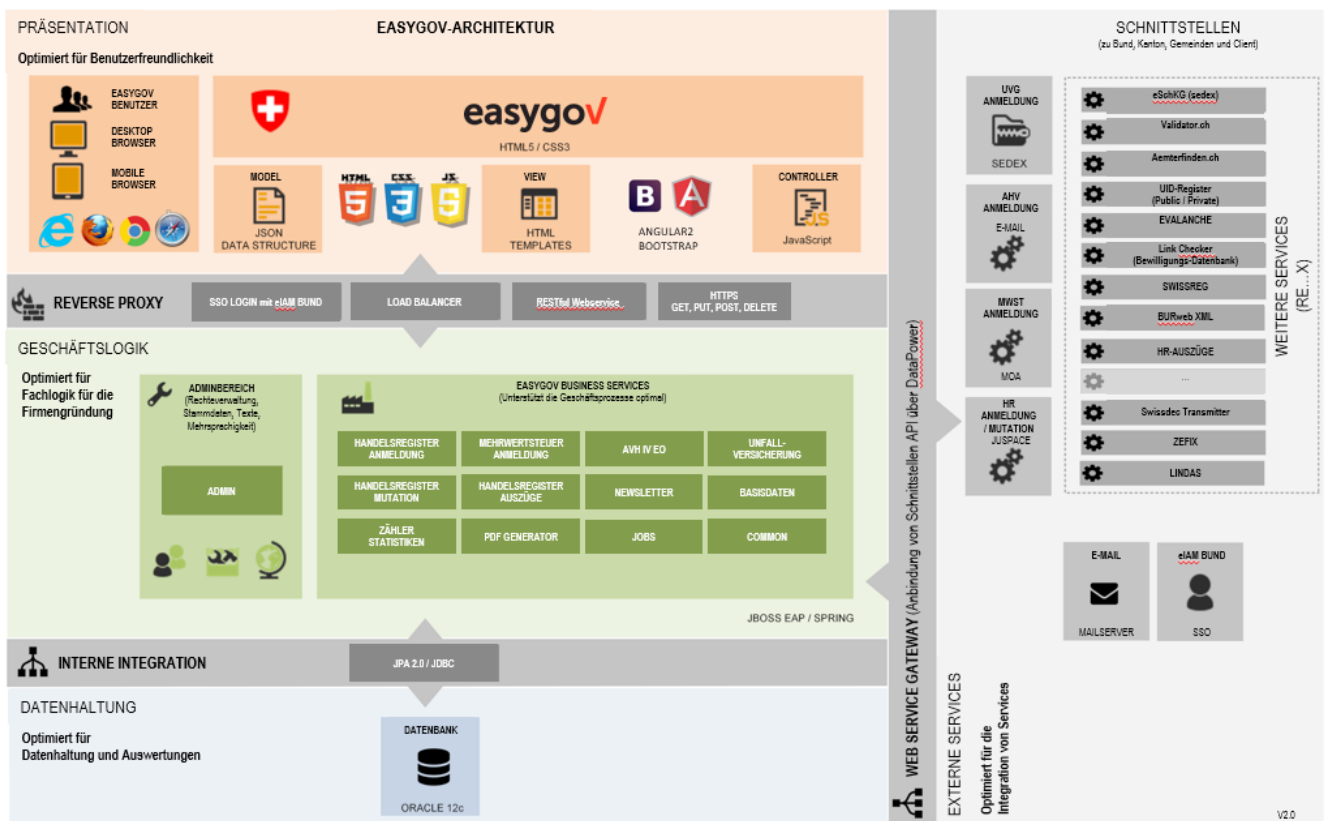 PRÄSENTATION
EASYGOV-ARCHITEKTUR
Optimiert für Benutzerfreundlichkeit
EASYGOV
BENUTZER
DESKTOP
BROWSER
MOBILE
BROWSER
easygov
HTML5 / CSS3
MODEL
JSON
DATA STRUCTURE
HTML
5
CSS
3
JS
5
VIEW
HTML
TEMPLATES
B
A
ANGULAR2
BOOTSTRAP
CONTROLLER
JS
JavaScript
REVERSE PROXY
SSO LOGIN mit eIAM BUND
LOAD BALANCER
RESTful Webservice
HTTPS
GET, PUT, POST, DELETE
GESCHÄFTSLOGIK
Optimiert für
Fachlogik für die
Firmengründung
ADMINBEREICH
(Rechteverwaltung,
Stammdaten, Texte,
Mehrsprechigkeit)
ADMIN
EASYGOV BUSINESS SERVICES
(Unterstützt die Geschäftsprozesse optimal)
HANDELSREGISTER
ANMELDUNG
MEHRWERTSTEUER
ANMELDUNG
AVH IV EO
UNFALL-
VERSICHERUNG
HANDELSREGISTER
MUTATION
HANDELSREGISTER
AUSZÜGE
NEWSLETTER
BASISDATEN
ZÄHLER
STATISTIKEN
PDF GENERATOR
JOBS
COMMON
JBOSS EAP / SPRING
INTERNE INTEGRATION
JPA 2.0 / JDBC
DATENHALTUNG
Optimiert für
Datenhaltung und Auswertungen
DATENBANK
ORACLE 12c
WEB SERVICE GATEWAY (Anbindung von Schnittstellen API über DataPower)
SCHNITTSTELLEN
(zu Bund, Kanton, Gemeinden und Client)
UVG
ANMELDUNG
SEDEX
AHV
ANMELDUNG
E-MAIL
MWST
ANMELDUNG
MOA
HR
ANMELDUNG
/ MUTATION
JUSPACE
eSchKG (sedex)
Validator.ch
Aemterfinden.ch
UID-Register
(Public / Private)
EVALANCHE
Link Checker
(Bewilligungs-Datenbank)
SWISSREG
BURweb XML
HR-AUSZÜGE
...
Swissdec Transmitter
ZEFIX
LINDAS
WEITERE SERVICES
(RE...X)
E-MAIL
MAILSERVER
eIAM BUND
SSO
EXTERNE SERVICES
Optimiert für die
Integration von Services
V2.0